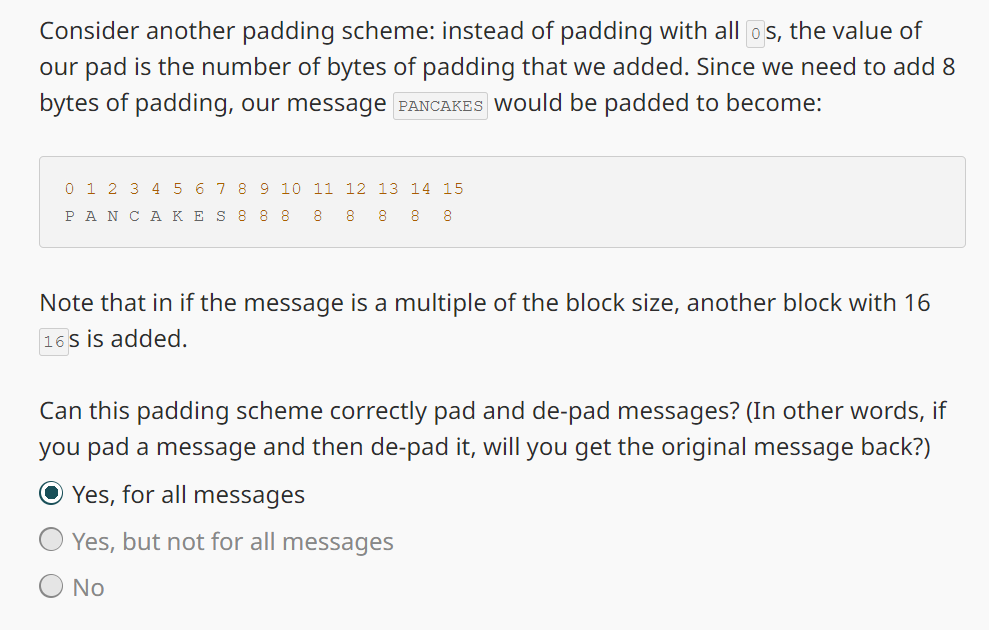 Consider another padding scheme: instead of padding with all 0s, the value of
our pad is the number of bytes of padding that we added. Since we need to add 8
bytes of padding, our message PANCAKES would be padded to become:
0 1 2 3 4 5 6 7 8 9 10 11 12 13 14 15
P A N C A K E S 8 8 8 8 8 8 8 8
Note that in if the message is a multiple of the block size, another block with 16
16s is added.
Can this padding scheme correctly pad and de-pad messages? (In other words, if
you pad a message and then de-pad it, will you get the original message back?)
Yes, for all messages
Yes, but not for all messages
No